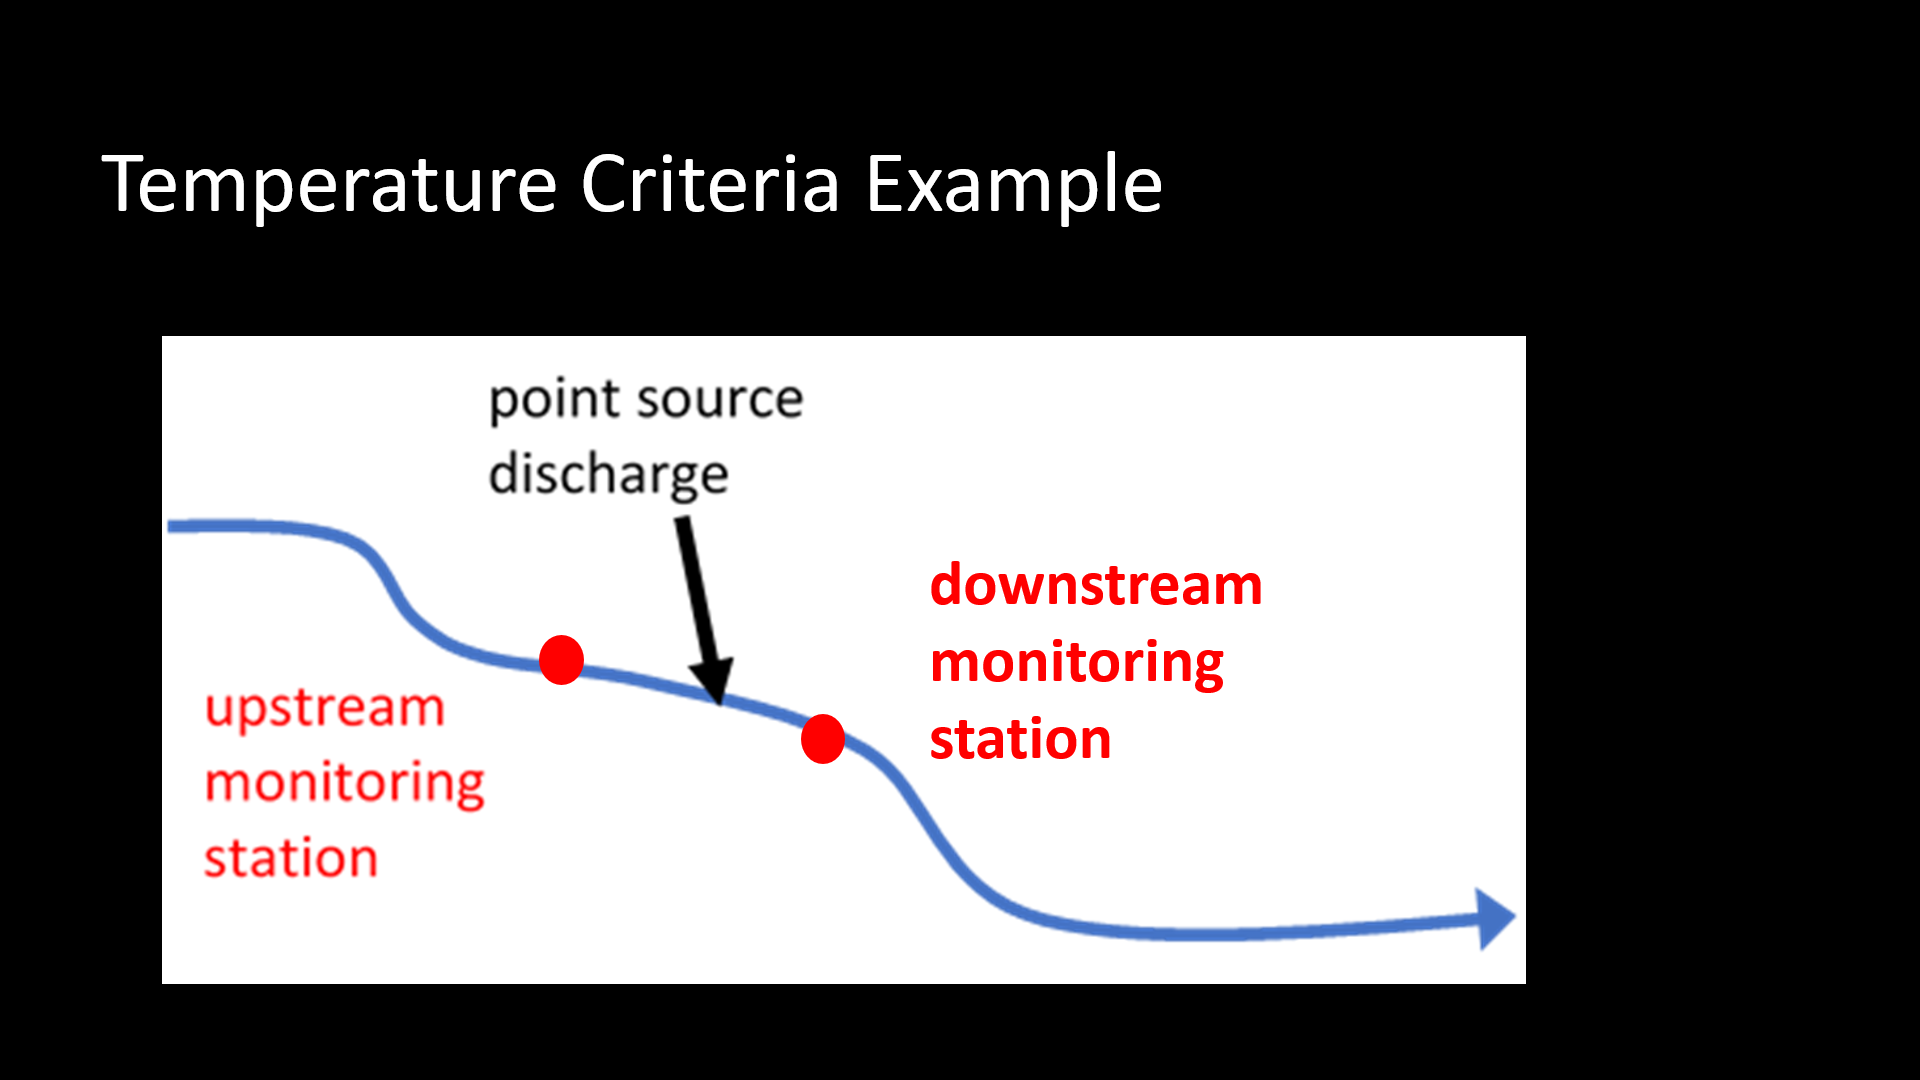 Temperature Criteria Example
point source
discharge
downstream
monitoring
station
upstream
monitoring
station